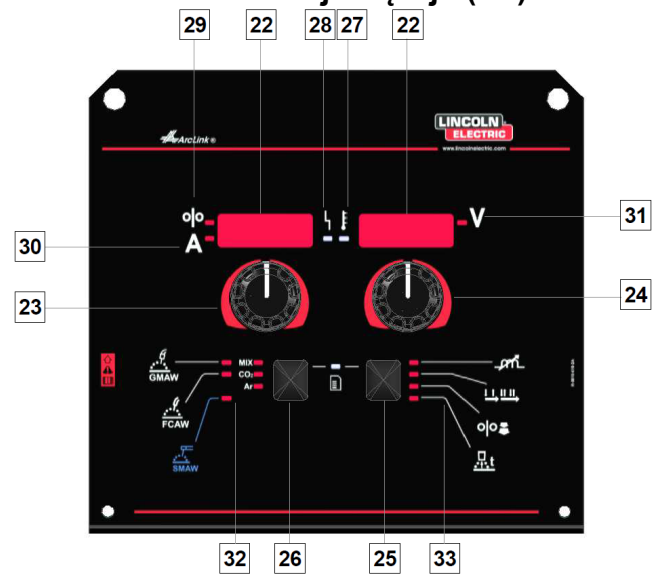 29 22 28 27 22
LINCOLN®
ELECTRIC
ArcLink®
www.lincolnelectric.com
A
V
31
30
23
24
GMAW
MIX
CO₂
Ar
FCAW
SMAW
t
32 26 25 33